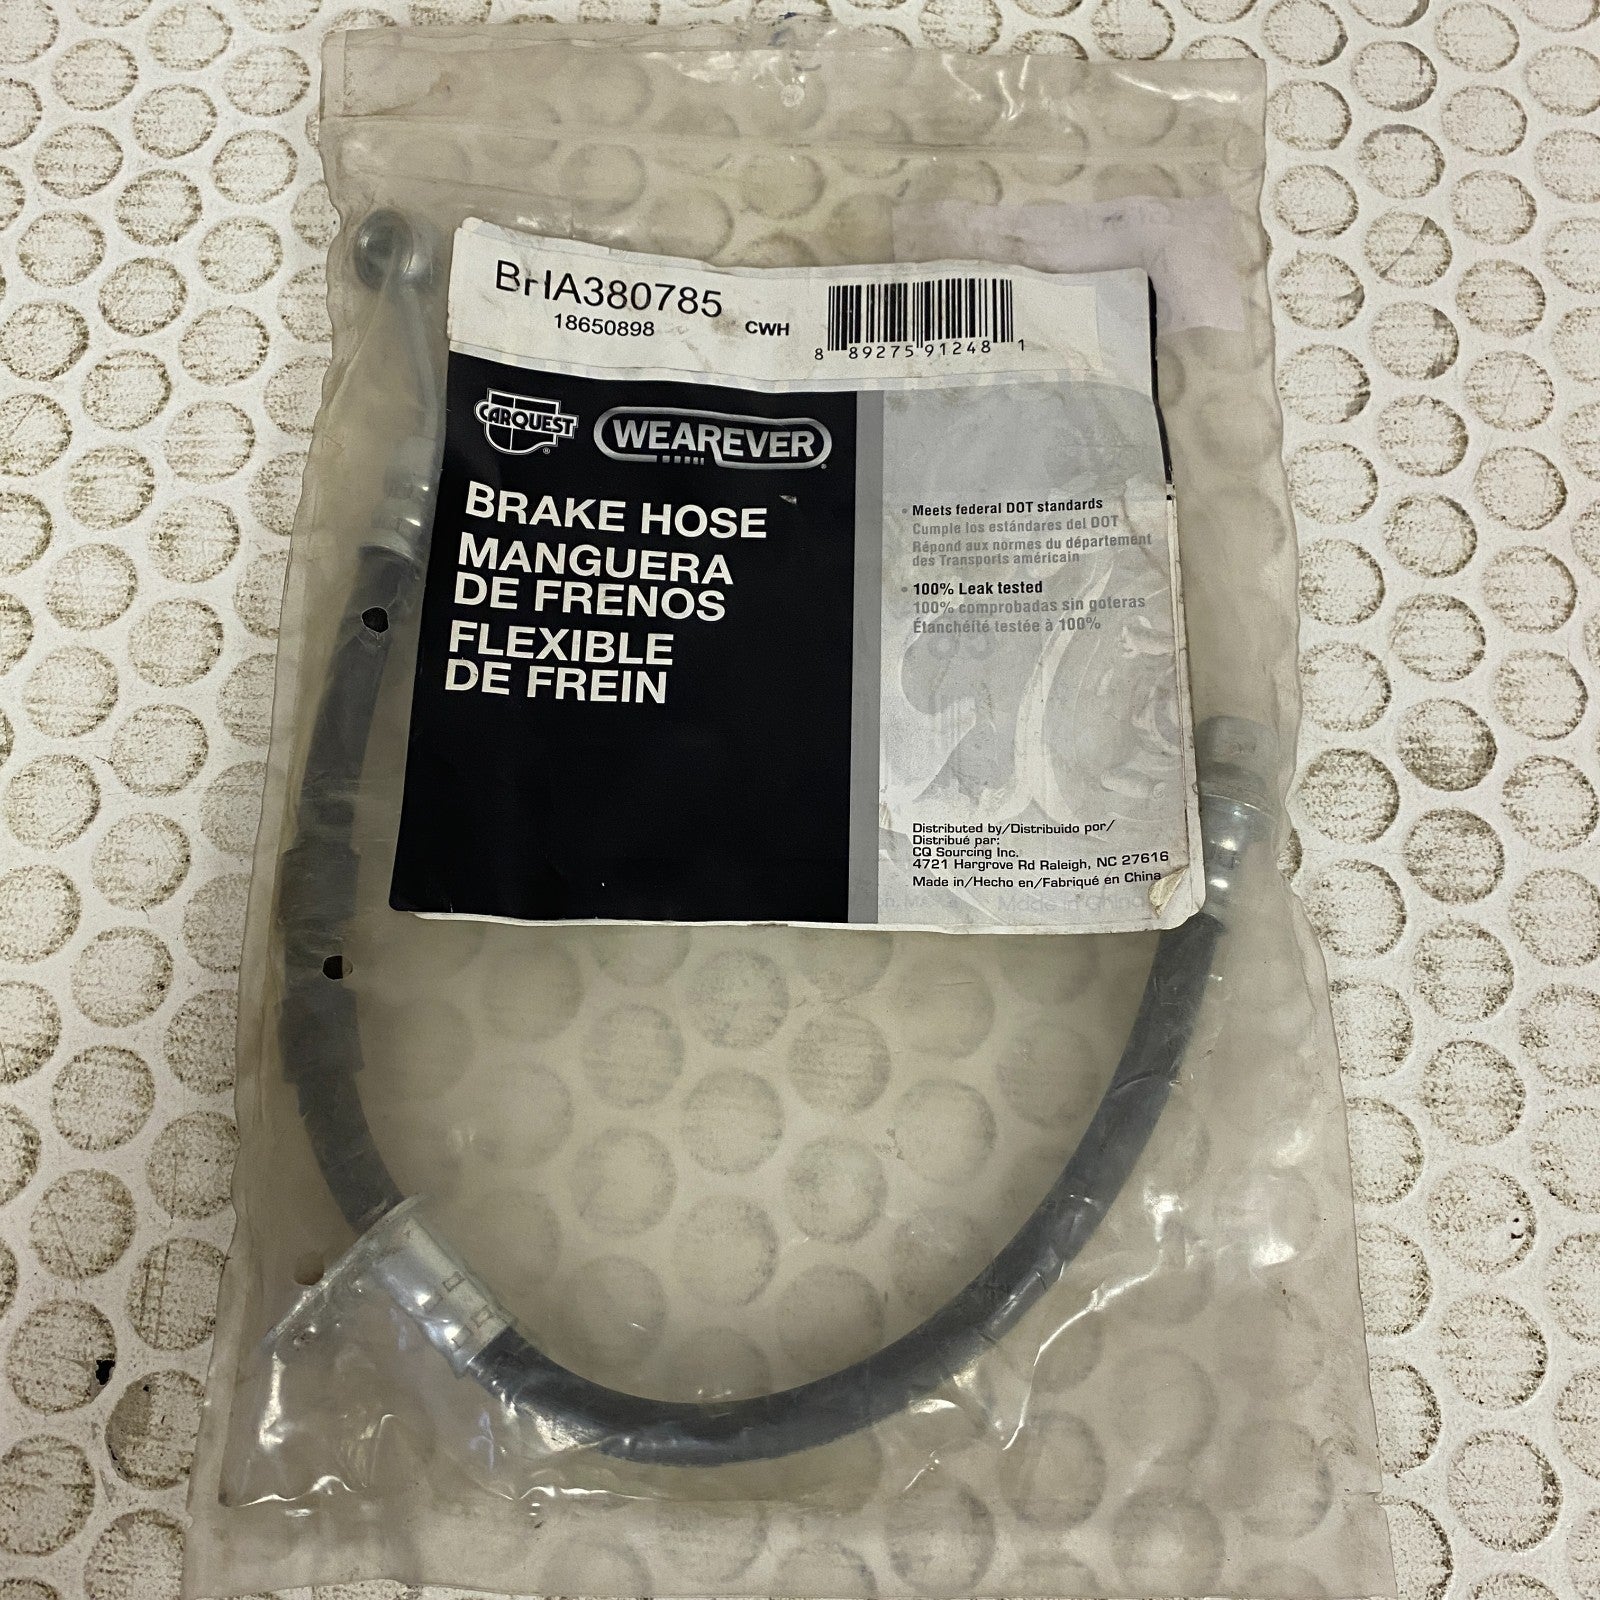 BHA380785
18650898
CWH
8 89275 91248 1
CARQUEST
WEAREVER
BRAKE HOSE
MANGUERA
DE FRENOS
FLEXIBLE
DE FREIN
• Meets federal DOT standards
Cumple los estándares del DOT
Répond aux normes du département
des Transports américain
• 100% Leak tested
100% comprobadas sin goteras
Étanchéité testée à 100%
Distributed by/Distribuido por/
Distribué par:
CQ Sourcing Inc.
4721 Hargrove Rd Raleigh, NC 27616
Made in/Hecho en/Fabriqué en China
Made in China